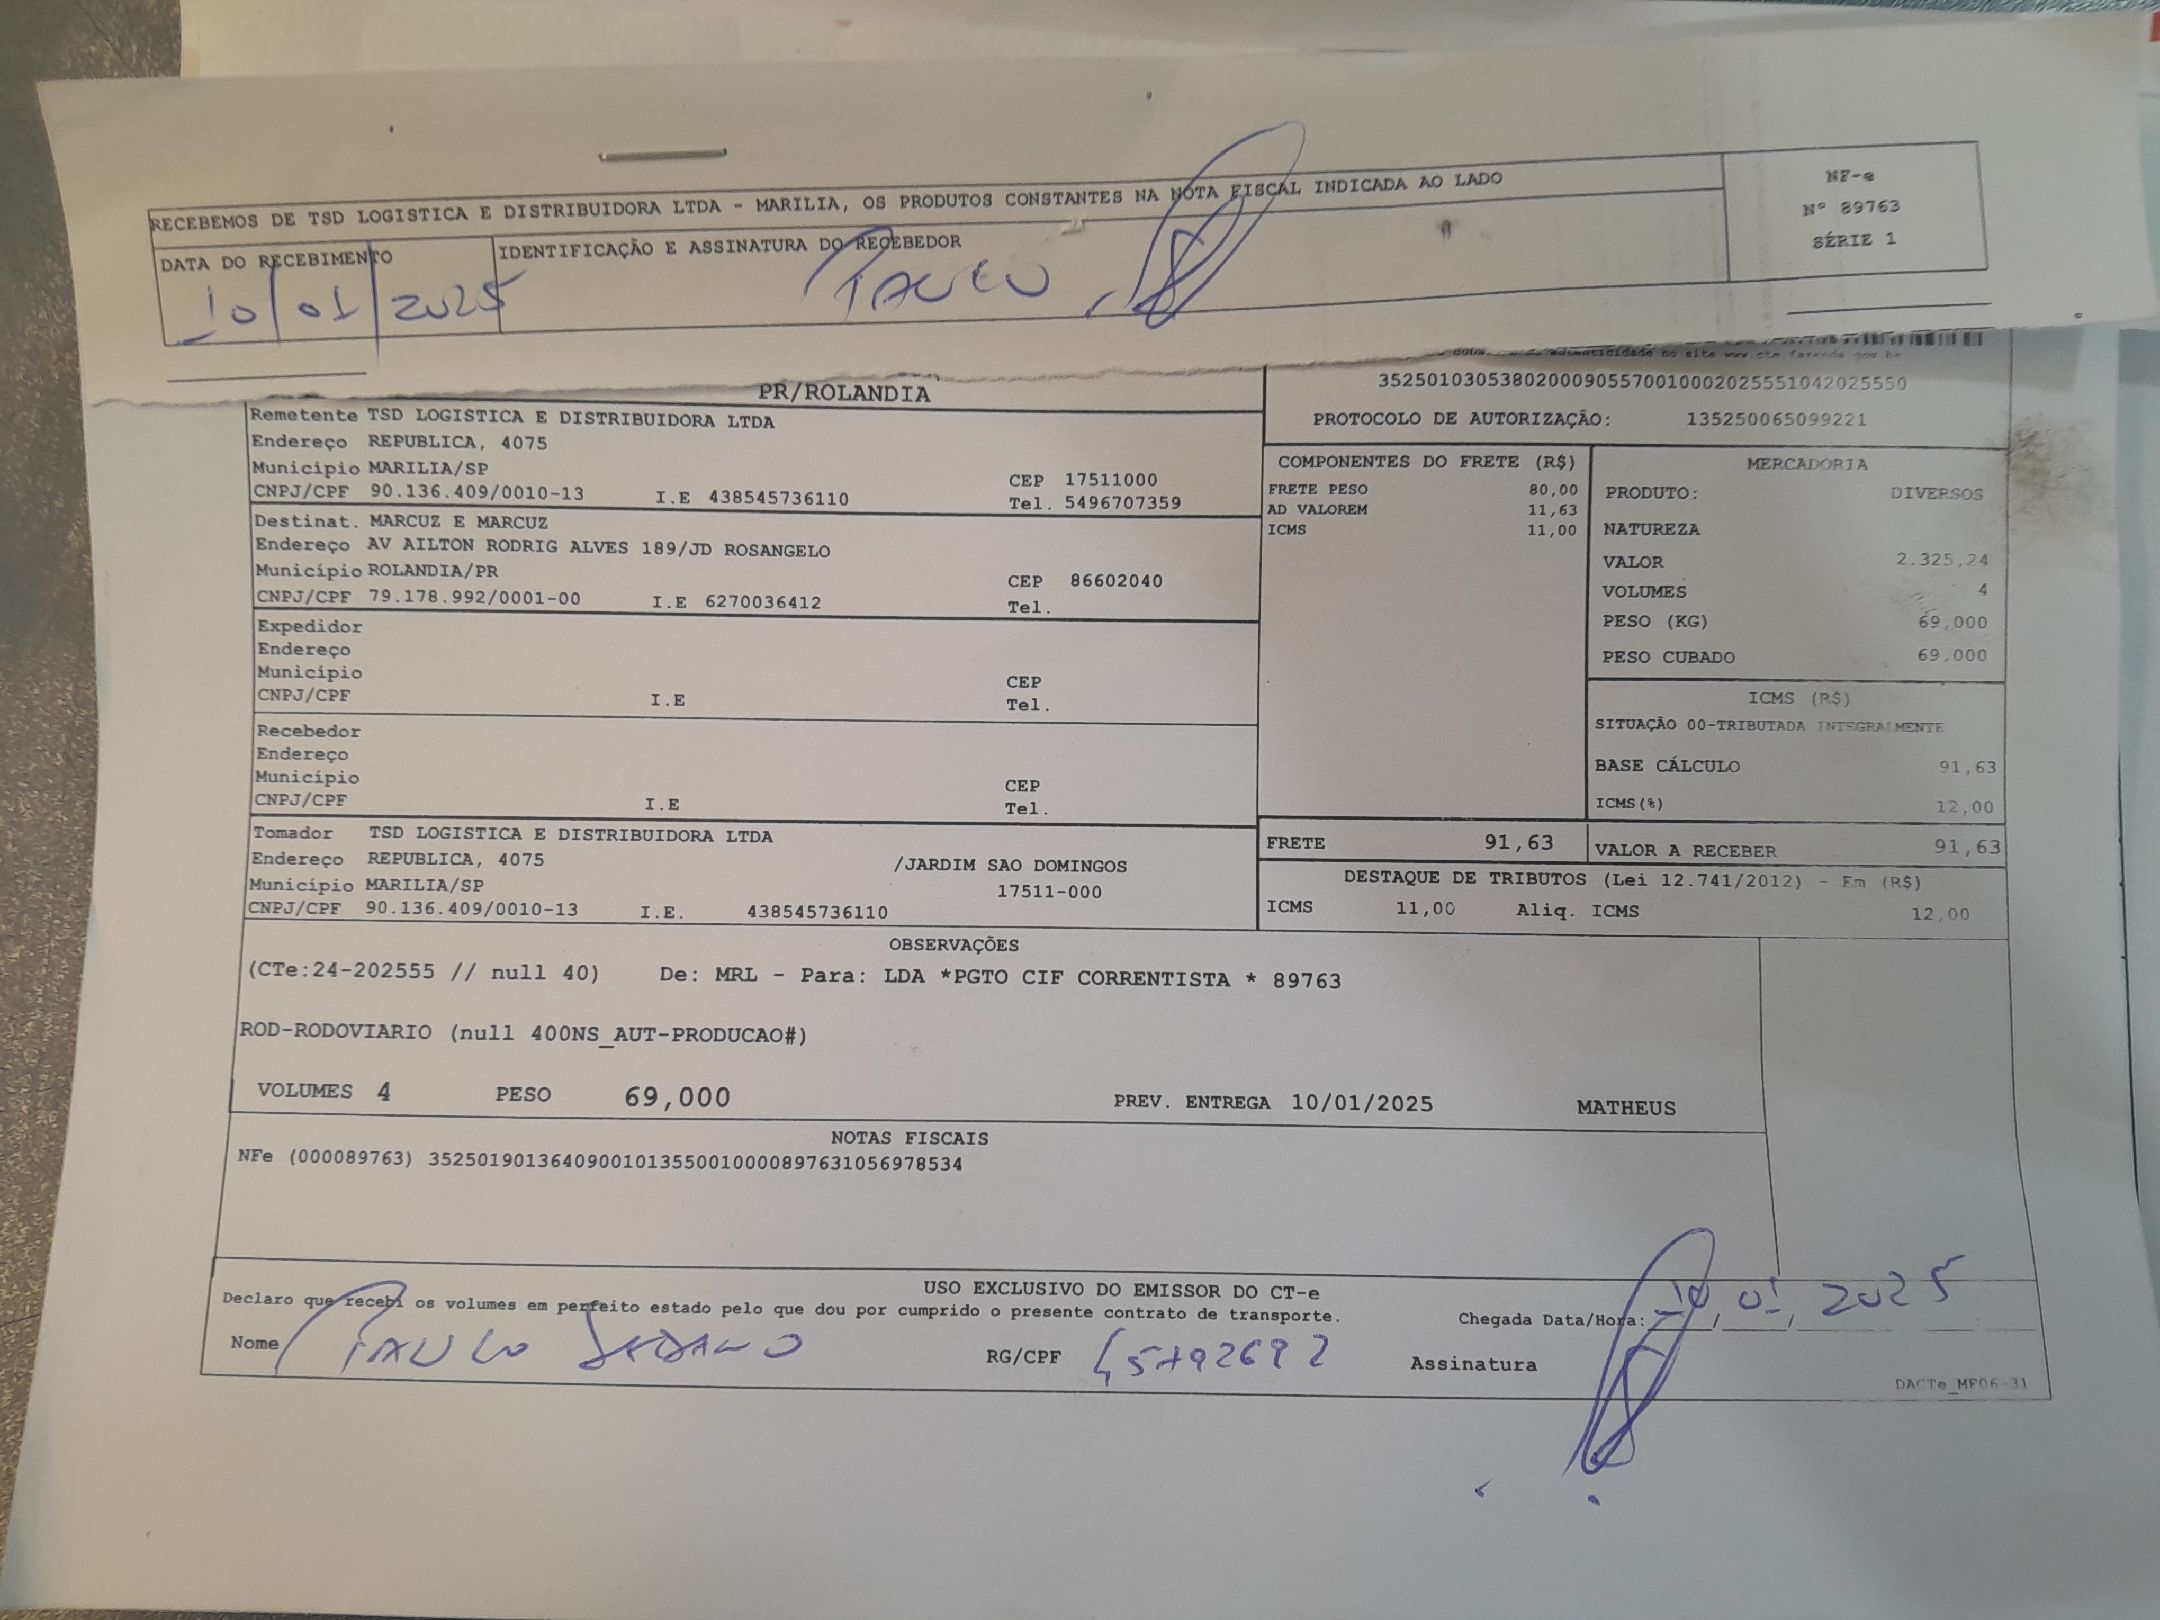 RECEBEMOS DE TSD LOGISTICA E DISTRIBUIDORA LTDA - MARILIA, OS PRODUTOS CONSTANTES NA NOTA FISCAL INDICADA AO LADO
NF-e
Nº 89763
SÉRIE 1
DATA DO RECEBIMENTO
IDENTIFICAÇÃO E ASSINATURA DO RECEBEDOR
10/01/2025
PAULO
autenticidade no site www.cte.fazenda.gov.br
PR/ROLANDIA
35250103053802000905570010002025551042025550
PROTOCOLO DE AUTORIZAÇÃO: 135250065099221
Remetente TSD LOGISTICA E DISTRIBUIDORA LTDA
Endereço REPUBLICA, 4075
Município MARILIA/SP CEP 17511000
CNPJ/CPF 90.136.409/0010-13 I.E 438545736110 Tel. 5496707359
Destinat. MARCUZ E MARCUZ
Endereço AV AILTON RODRIG ALVES 189/JD ROSANGELO
Município ROLANDIA/PR CEP 86602040
CNPJ/CPF 79.178.992/0001-00 I.E 6270036412 Tel.
Expedidor
Endereço
Município CEP
CNPJ/CPF I.E Tel.
Recebedor
Endereço
Município CEP
CNPJ/CPF I.E Tel.
Tomador TSD LOGISTICA E DISTRIBUIDORA LTDA
Endereço REPUBLICA, 4075 /JARDIM SAO DOMINGOS
Município MARILIA/SP 17511-000
CNPJ/CPF 90.136.409/0010-13 I.E. 438545736110
COMPONENTES DO FRETE (R$)
FRETE PESO 80,00
AD VALOREM 11,63
ICMS 11,00
MERCADORIA
PRODUTO: DIVERSOS
NATUREZA
VALOR 2.325,24
VOLUMES 4
PESO (KG) 69,000
PESO CUBADO 69,000
ICMS (R$)
SITUAÇÃO 00-TRIBUTADA INTEGRALMENTE
BASE CÁLCULO 91,63
ICMS(%) 12,00
FRETE 91,63
VALOR A RECEBER 91,63
DESTAQUE DE TRIBUTOS (Lei 12.741/2012) - Em (R$)
ICMS 11,00 Aliq. ICMS 12,00
OBSERVAÇÕES
(CTe:24-202555 // null 40) De: MRL - Para: LDA *PGTO CIF CORRENTISTA * 89763
ROD-RODOVIARIO (null 400NS_AUT-PRODUCAO#)
VOLUMES 4 PESO 69,000 PREV. ENTREGA 10/01/2025 MATHEUS
NOTAS FISCAIS
NFe (000089763) 35250190136409001013550010000897631056978534
USO EXCLUSIVO DO EMISSOR DO CT-e
Declaro que recebi os volumes em perfeito estado pelo que dou por cumprido o presente contrato de transporte.
Chegada Data/Hora: 10/01/2025
Nome PAULO
RG/CPF
Assinatura
DACTe_MF06-31